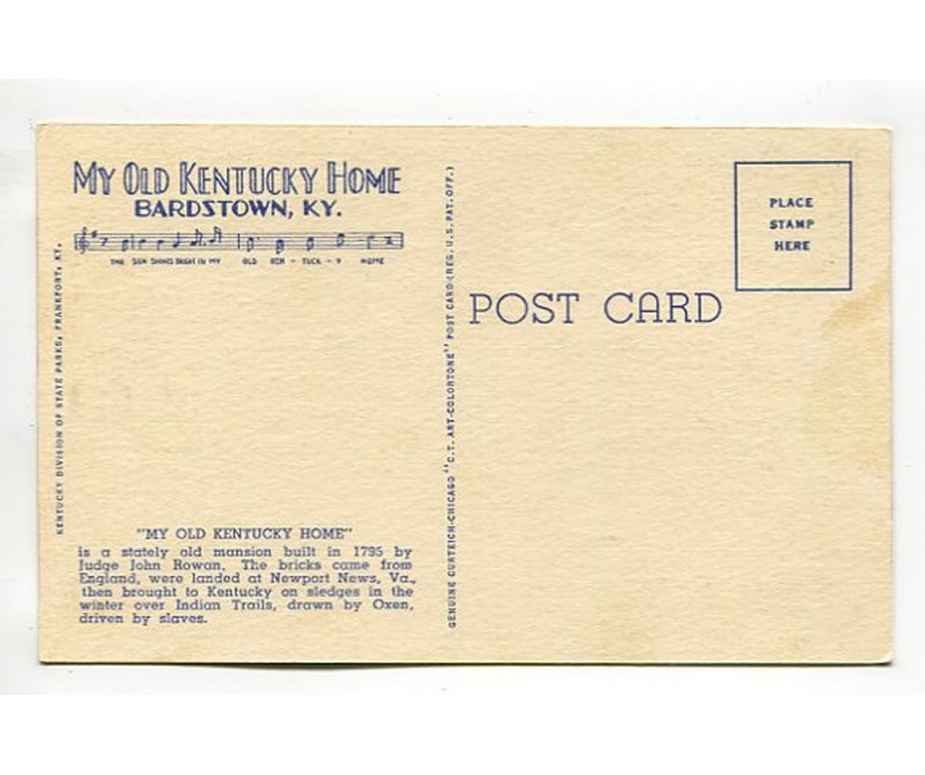 MY OLD KENTUCKY HOME
BARDSTOWN, KY.
THE SUN SHINES BRIGHT IN MY OLD KEN - TUCK - Y HOME
KENTUCKY DIVISION OF STATE PARKS, FRANKFORT, KY.
"MY OLD KENTUCKY HOME"
is a stately old mansion built in 1795 by
Judge John Rowan. The bricks came from
England, were landed at Newport News, Va.,
then brought to Kentucky on sledges in the
winter over Indian Trails, drawn by Oxen,
driven by slaves.
GENUINE CURTEICH-CHICAGO "C.T. ART-COLORTONE" POST CARD (REG. U.S. PAT. OFF.)
POST CARD
PLACE
STAMP
HERE